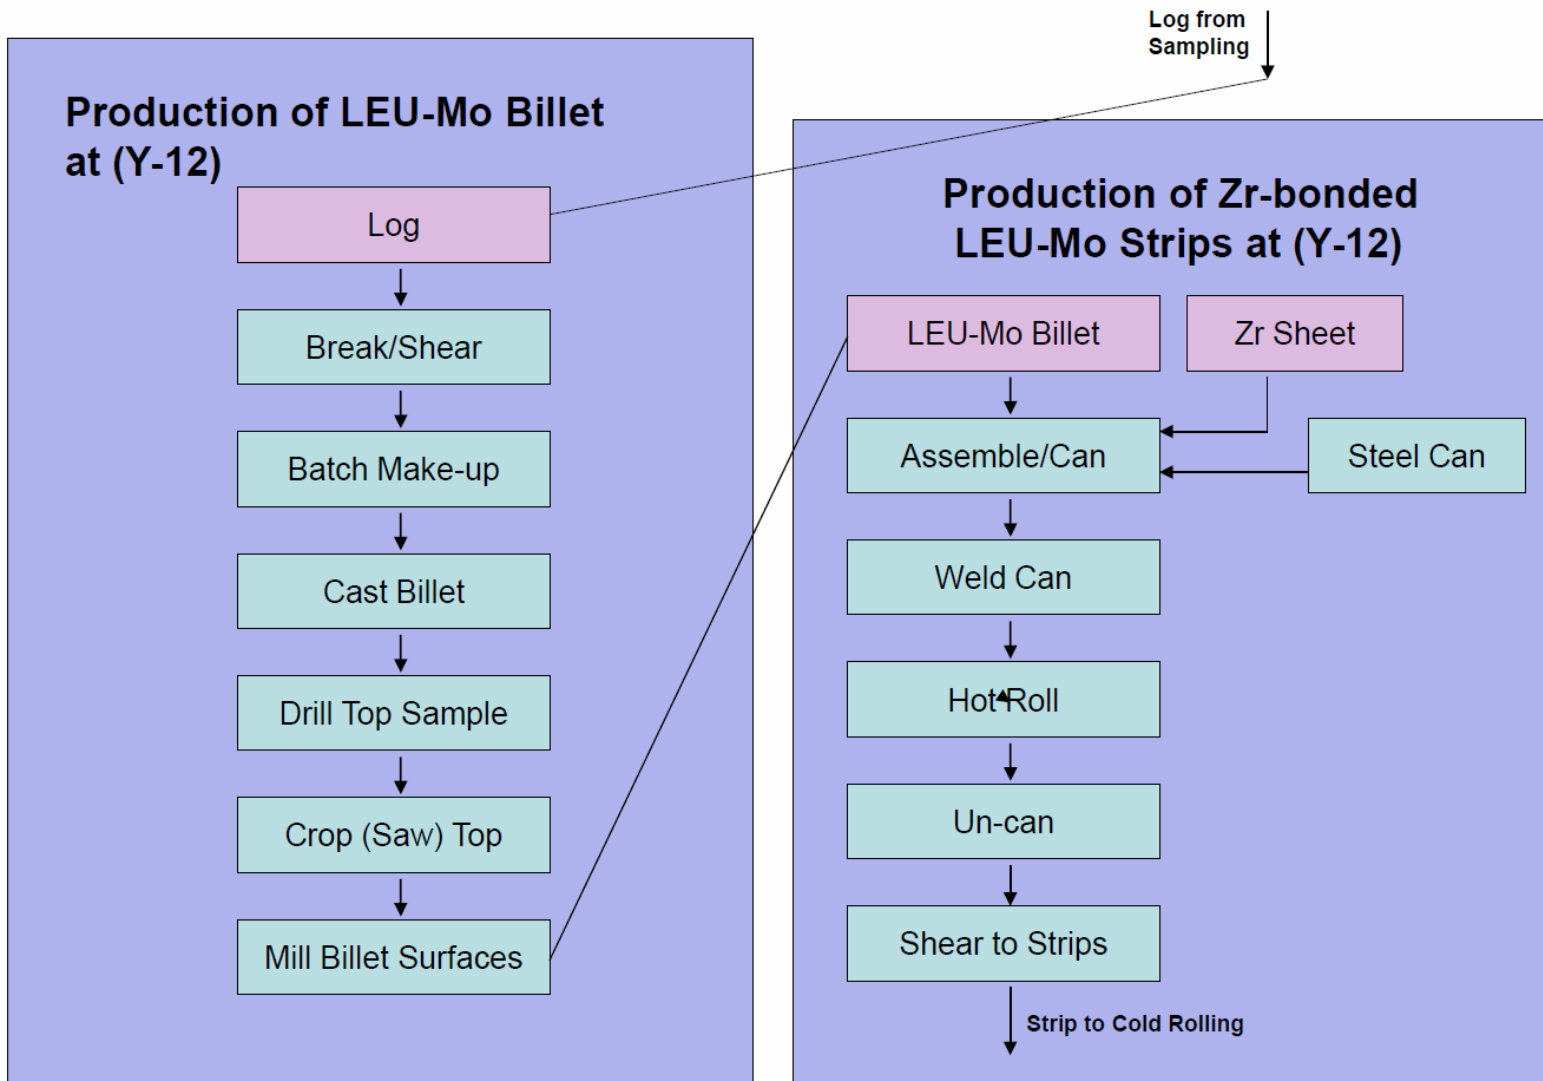 Log from
Sampling
Production of LEU-Mo Billet
at (Y-12)
Log
Break/Shear
Batch Make-up
Cast Billet
Drill Top Sample
Crop (Saw) Top
Mill Billet Surfaces
Production of Zr-bonded
LEU-Mo Strips at (Y-12)
LEU-Mo Billet
Zr Sheet
Assemble/Can
Steel Can
Weld Can
Hot Roll
Un-can
Shear to Strips
Strip to Cold Rolling